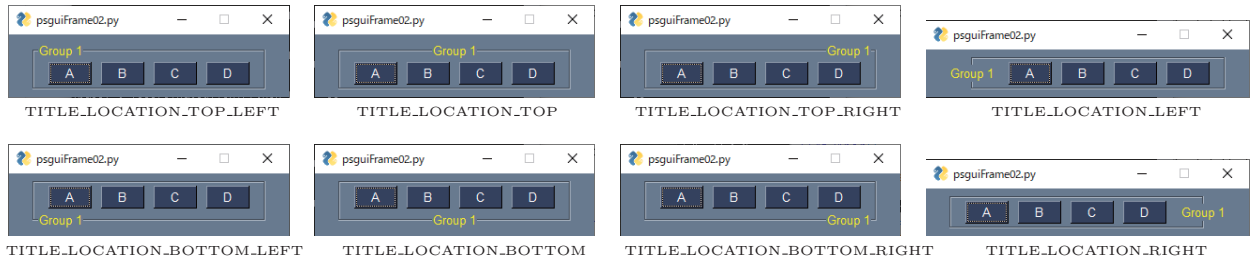 psguiFrame02.py
Group 1
A B C D
TITLE_LOCATION_TOP_LEFT
psguiFrame02.py
Group 1
A B C D
TITLE_LOCATION_TOP
psguiFrame02.py
Group 1
A B C D
TITLE_LOCATION_TOP_RIGHT
psguiFrame02.py
Group 1 A B C D
TITLE_LOCATION_LEFT
psguiFrame02.py
A B C D
Group 1
TITLE_LOCATION_BOTTOM_LEFT
psguiFrame02.py
A B C D
Group 1
TITLE_LOCATION_BOTTOM
psguiFrame02.py
A B C D
Group 1
TITLE_LOCATION_BOTTOM_RIGHT
psguiFrame02.py
A B C D Group 1
TITLE_LOCATION_RIGHT